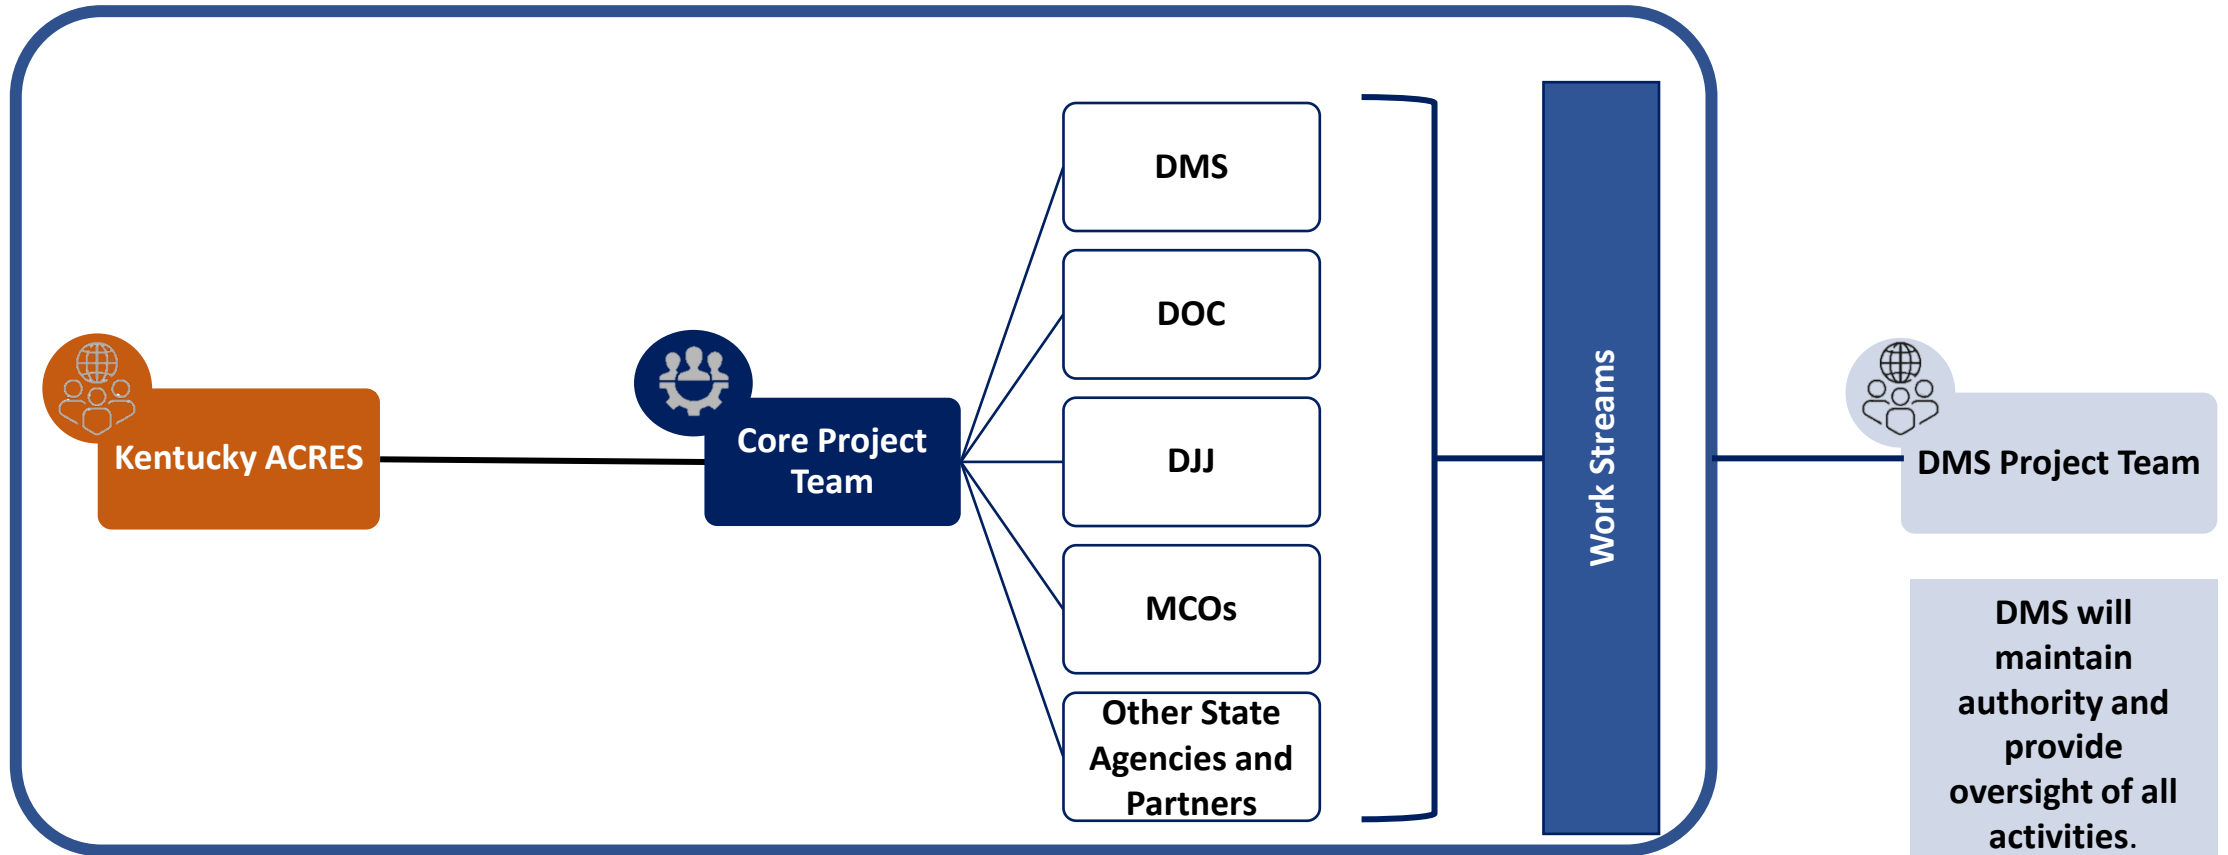 Kentucky ACRES
Core Project
Team
DMS
DOC
DJJ
MCOs
Other State
Agencies and
Partners
Work Streams
DMS Project Team
DMS will
maintain
authority and
provide
oversight of all
activities.